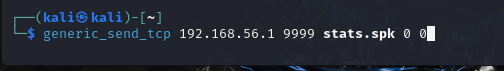 ┌──(kali㉿kali)-[~]
└─$ generic_send_tcp 192.168.56.1 9999 stats.spk 0 0